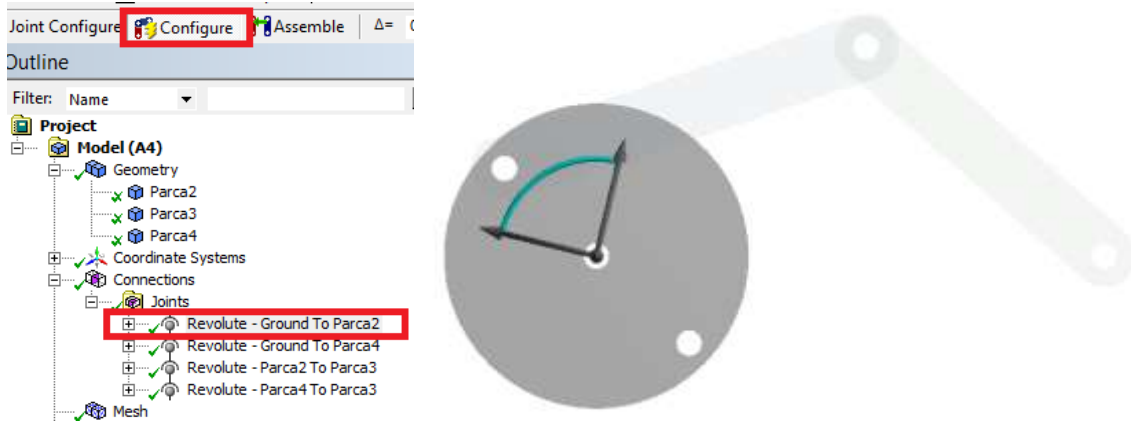 Joint Configure Configure Assemble Δ=
Outline
Filter: Name
Project
Model (A4)
Geometry
Parca2
Parca3
Parca4
Coordinate Systems
Connections
Joints
Revolute - Ground To Parca2
Revolute - Ground To Parca4
Revolute - Parca2 To Parca3
Revolute - Parca4 To Parca3
Mesh